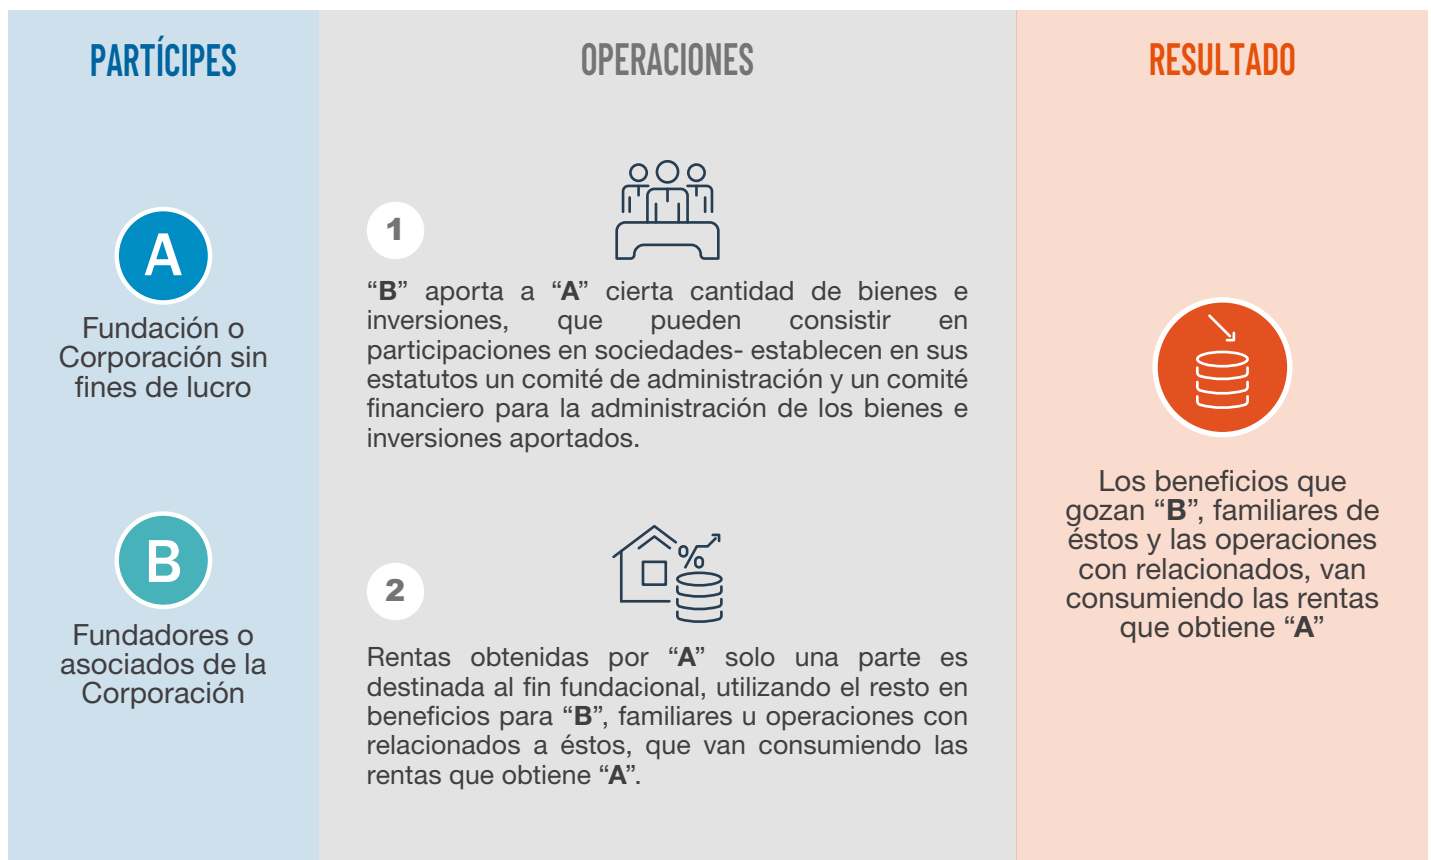 PARTÍCIPES
A
Fundación o
Corporación sin
fines de lucro
B
Fundadores o
asociados de la
Corporación
OPERACIONES
1
“B” aporta a “A” cierta cantidad de bienes e
inversiones, que pueden consistir en
participaciones en sociedades- establecen en sus
estatutos un comité de administración y un comité
financiero para la administración de los bienes e
inversiones aportados.
%
2
Rentas obtenidas por “A” solo una parte es
destinada al fin fundacional, utilizando el resto en
beneficios para “B”, familiares u operaciones con
relacionados a éstos, que van consumiendo las
rentas que obtiene “A”.
RESULTADO
Los beneficios que
gozan “B”, familiares de
éstos y las operaciones
con relacionados, van
consumiendo las rentas
que obtiene “A”